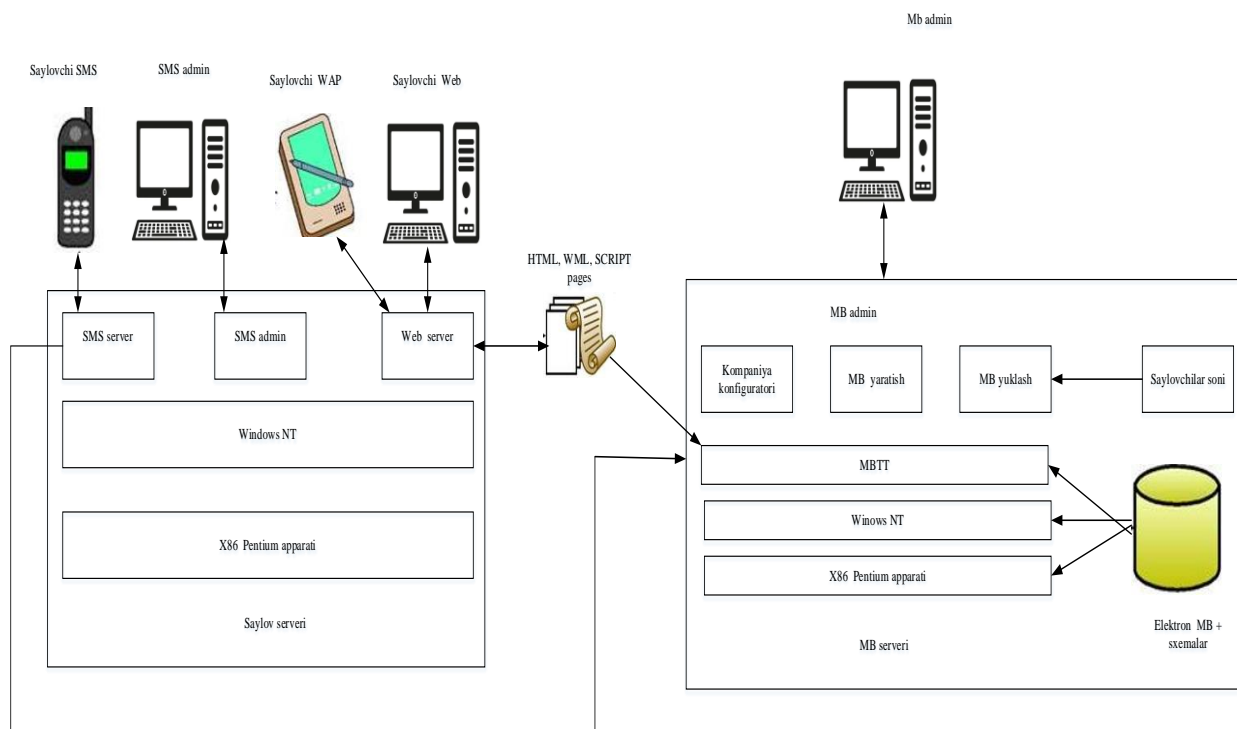 Mb admin
Saylovchi SMS
SMS admin
Saylovchi WAP
Saylovchi Web
HTML, WML, SCRIPT
pages
SMS server
SMS admin
Web server
Windows NT
X86 Pentium apparati
Saylov serveri
MB admin
Kompaniya
konfiguratori
MB yaratish
MB yuklash
Saylovchilar soni
MBTT
Winows NT
X86 Pentium apparati
MB serveri
Elektron MB +
sxemalar